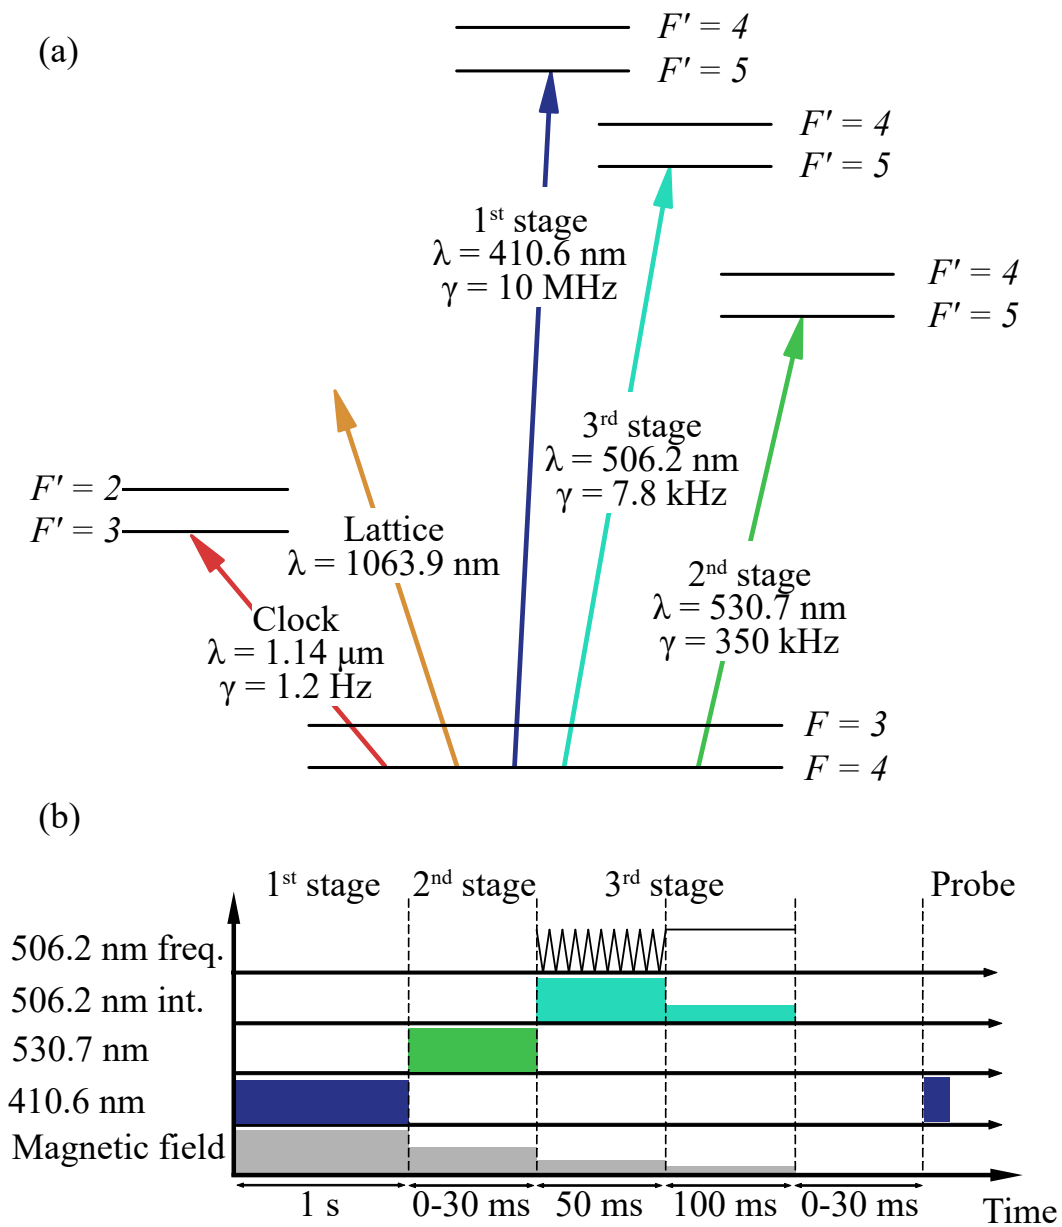 (a)
F' = 4
F' = 5
F' = 4
F' = 5
1st stage
λ = 410.6 nm
γ = 10 MHz
F' = 4
F' = 5
3rd stage
λ = 506.2 nm
γ = 7.8 kHz
F' = 2
F' = 3
Lattice
λ = 1063.9 nm
2nd stage
λ = 530.7 nm
γ = 350 kHz
Clock
λ = 1.14 μm
γ = 1.2 Hz
F = 3
F = 4
(b)
1st stage 2nd stage 3rd stage Probe
506.2 nm freq.
506.2 nm int.
530.7 nm
410.6 nm
Magnetic field
1 s 0-30 ms 50 ms 100 ms 0-30 ms Time